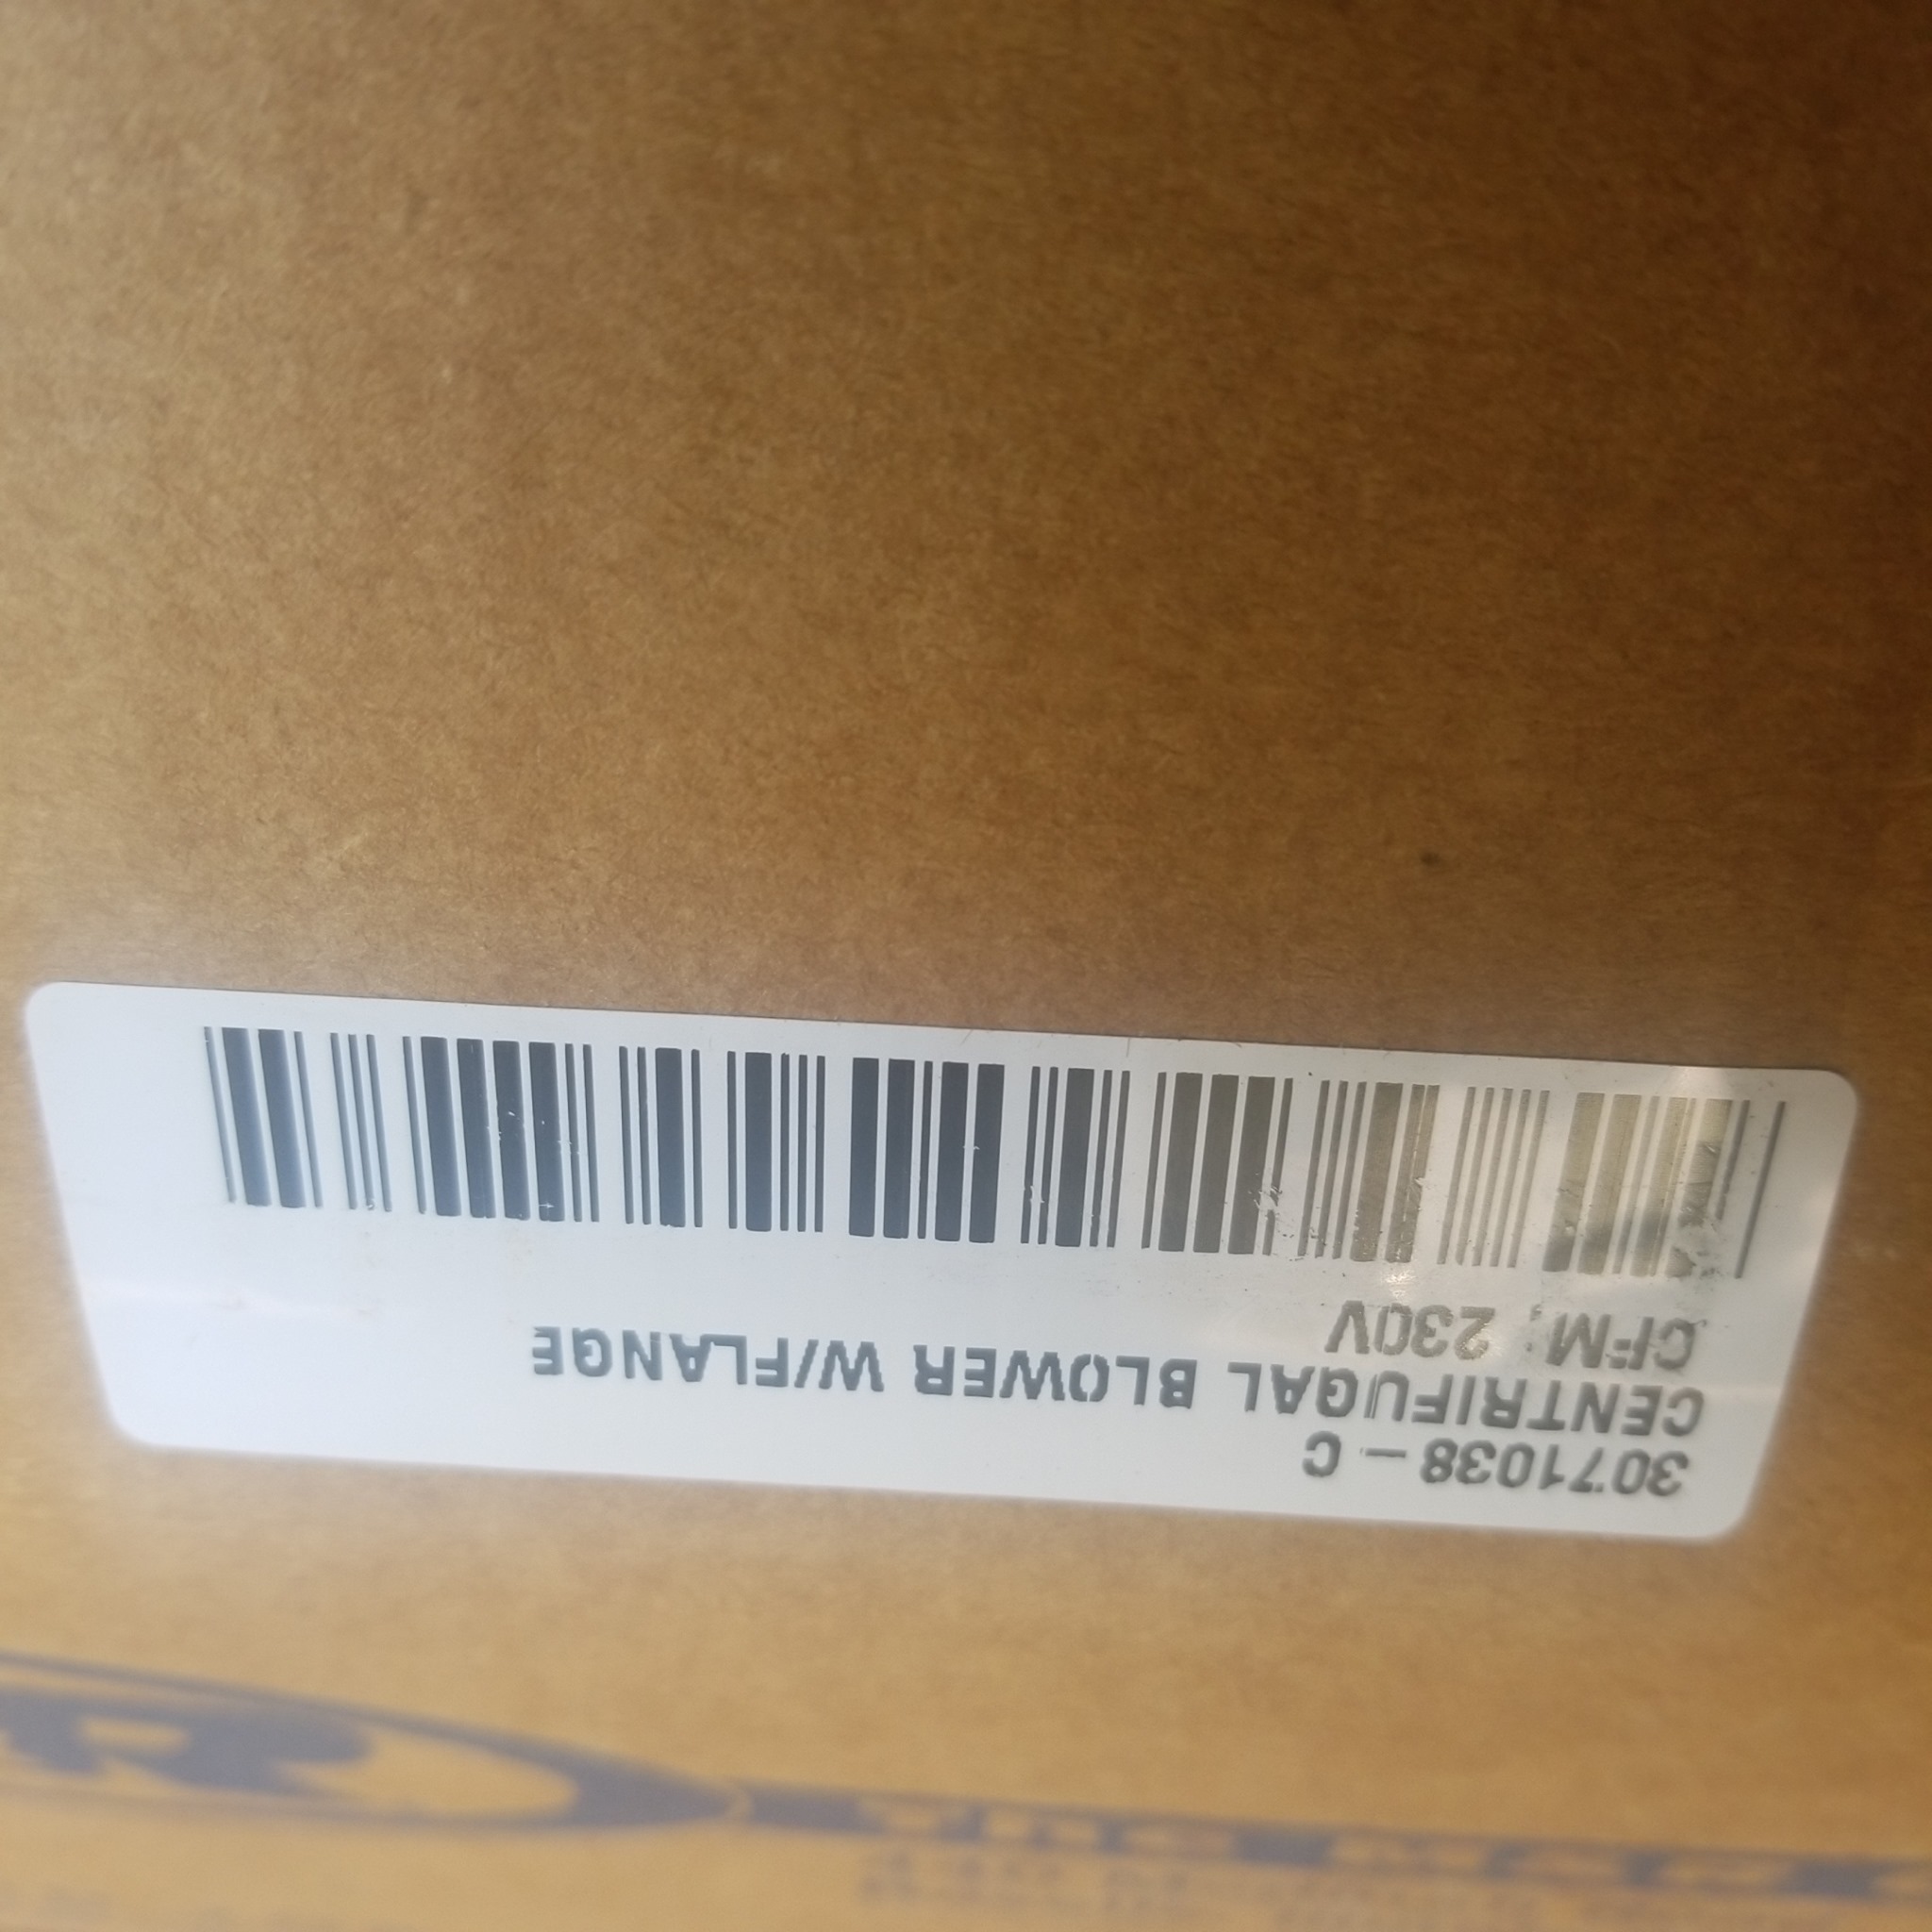 3071038 - C
CENTRIFUGAL BLOWER W/FLANGE
CFM, 230V
R